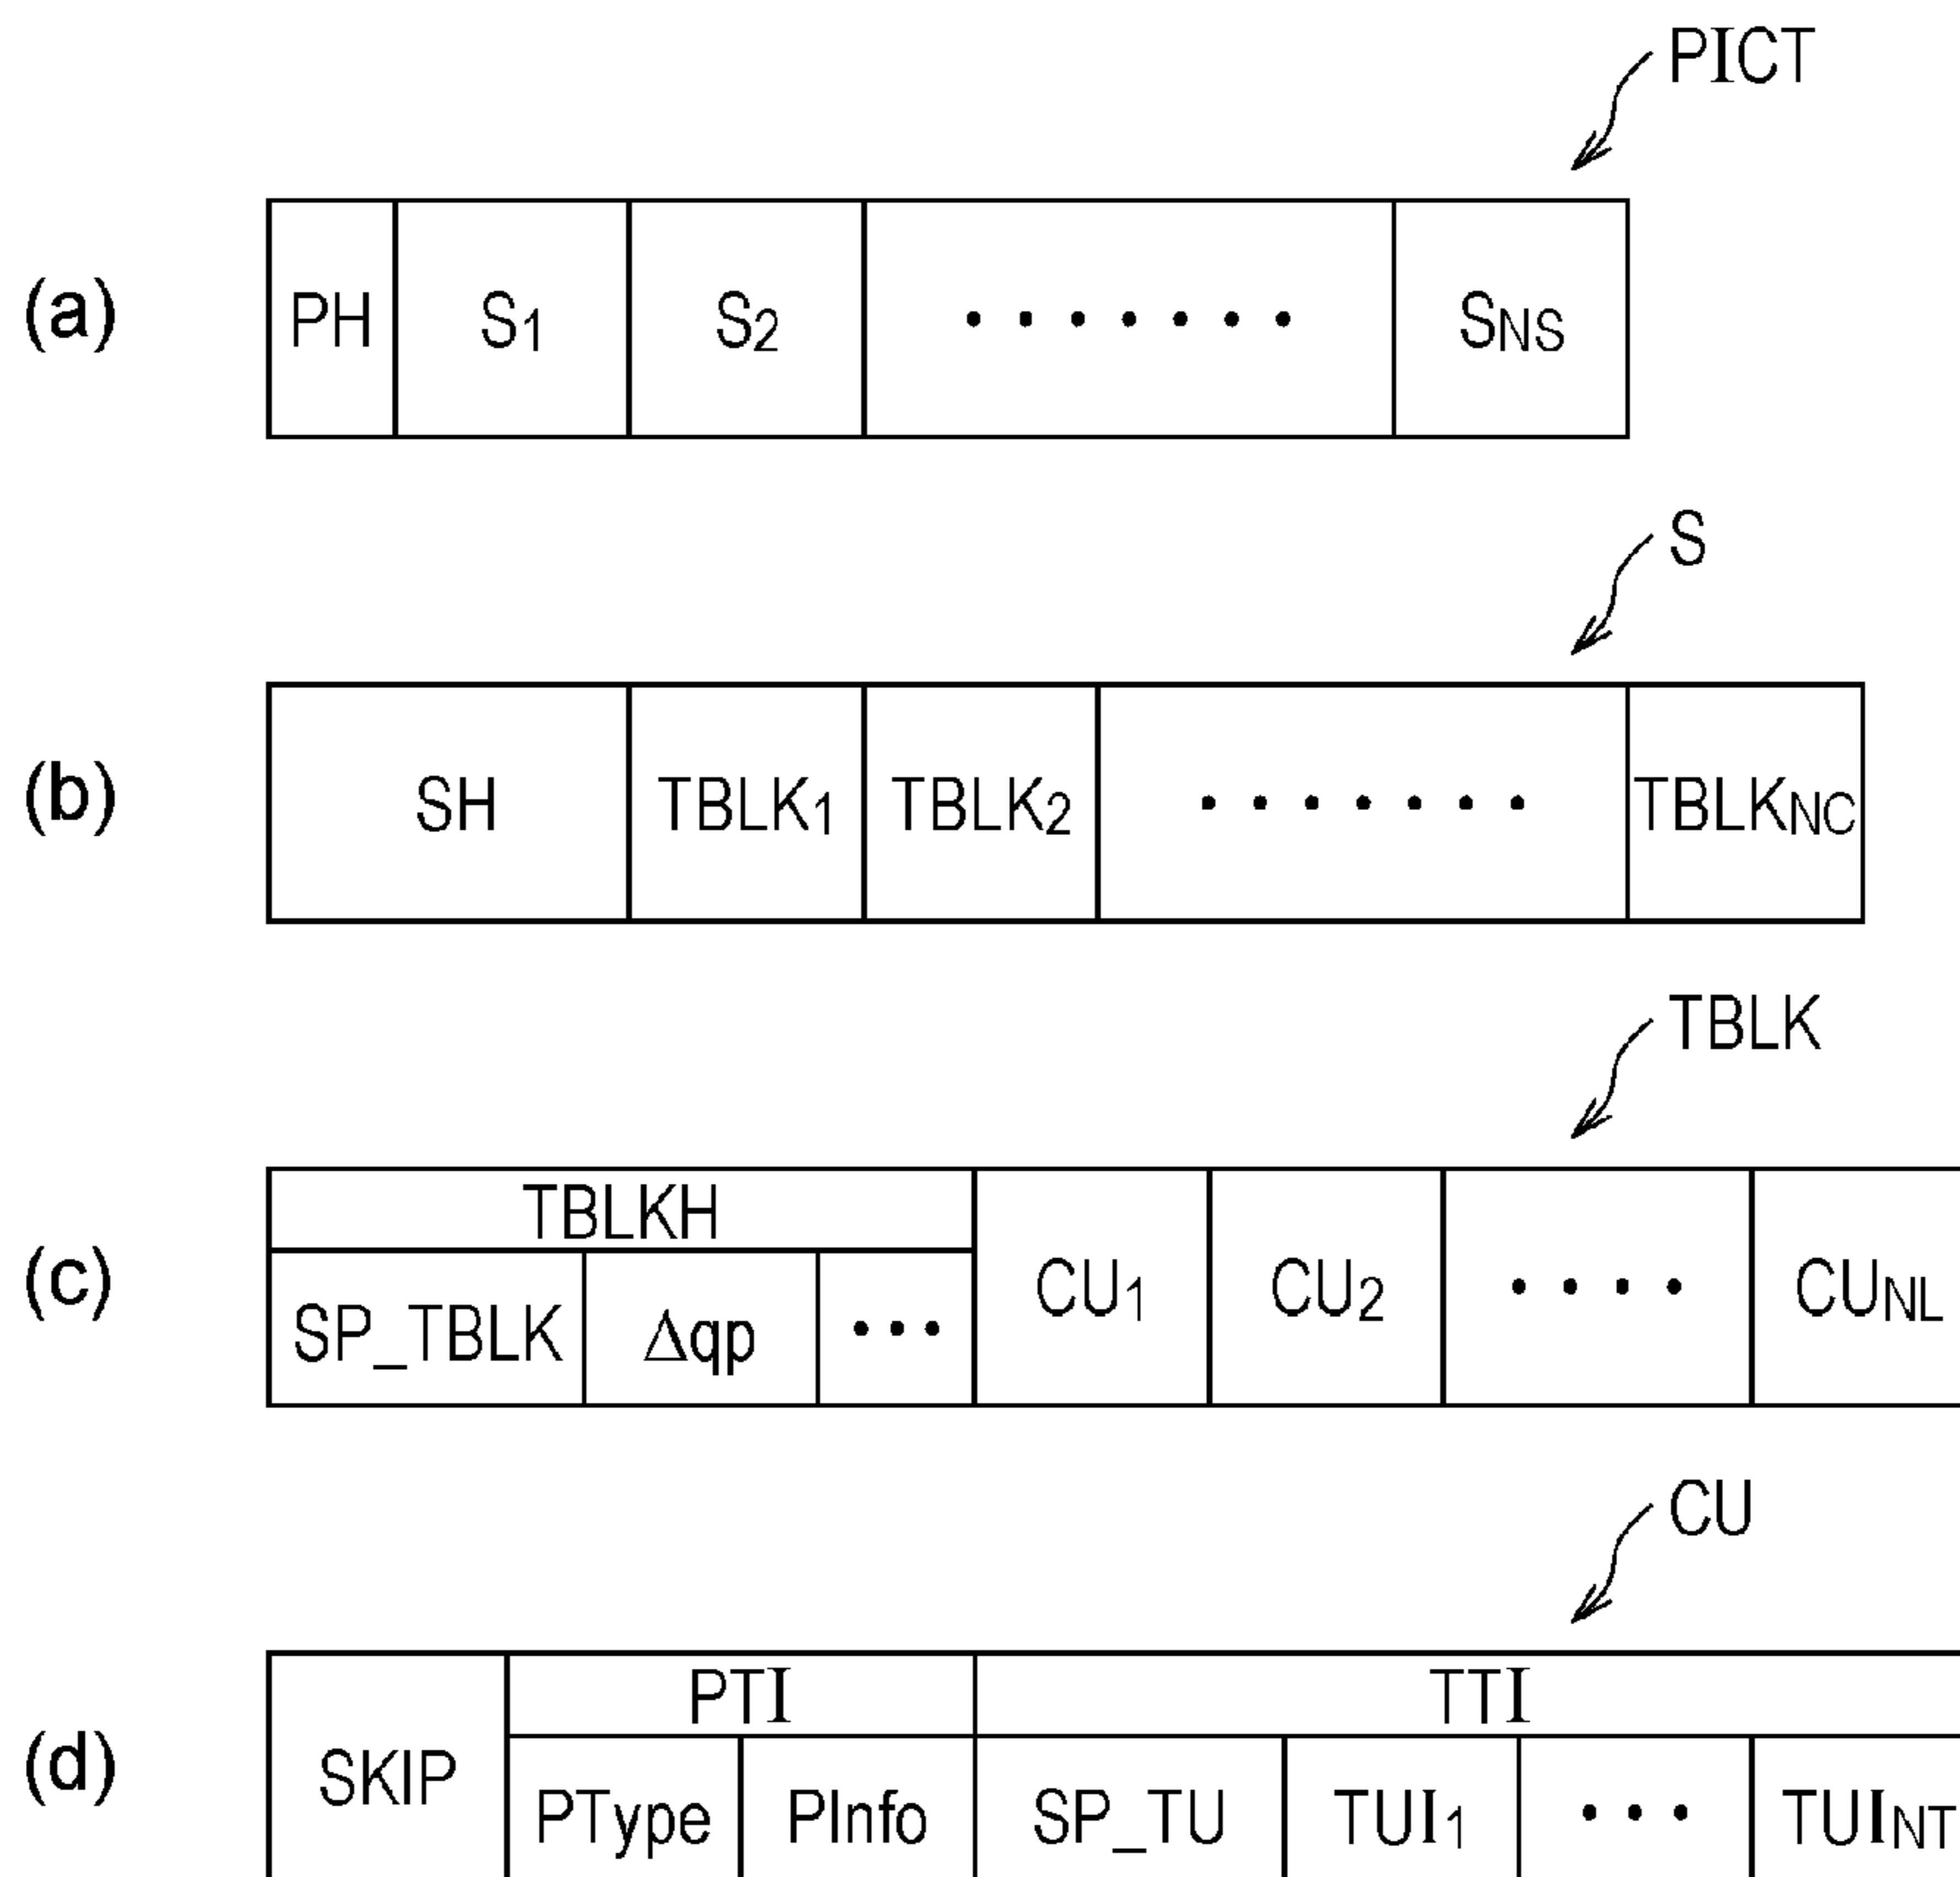 PICT
(a) PH S1 S2 ······· SNS
S
(b) SH TBLK1 TBLK2 ······· TBLKNC
TBLK
TBLKH
(c) CU1 CU2 ···· CUNL
SP_TBLK Δqp ···
CU
PTI TTI
(d) SKIP
PType PInfo SP_TU TUI1 ··· TUINT